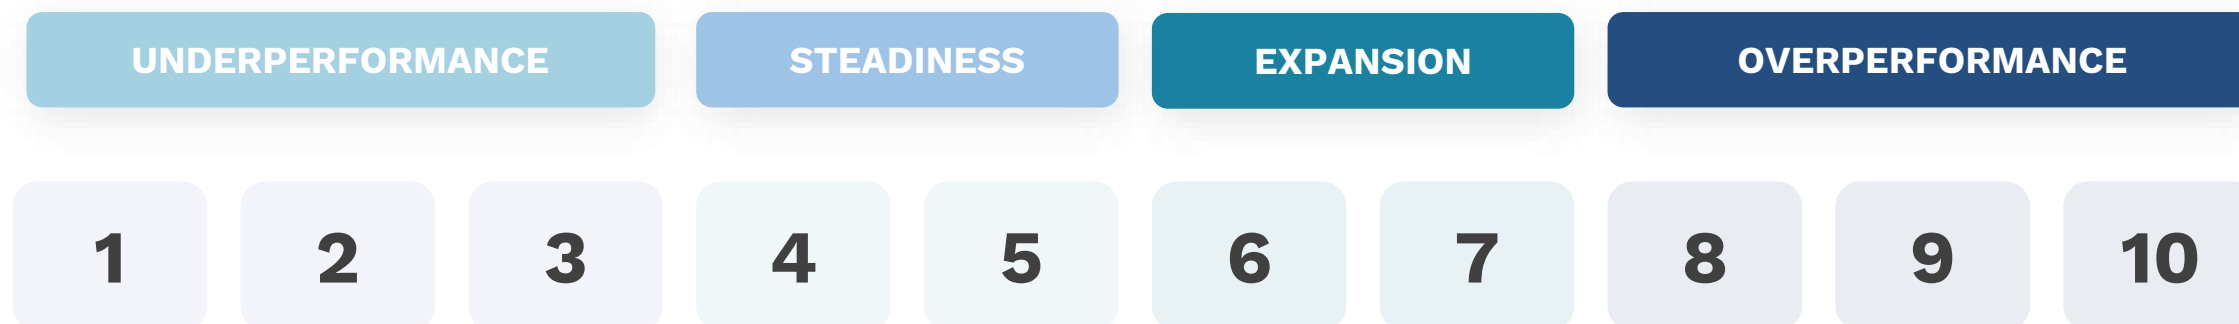 UNDERPERFORMANCE STEADINESS EXPANSION OVERPERFORMANCE
1 2 3 4 5 6 7 8 9 10